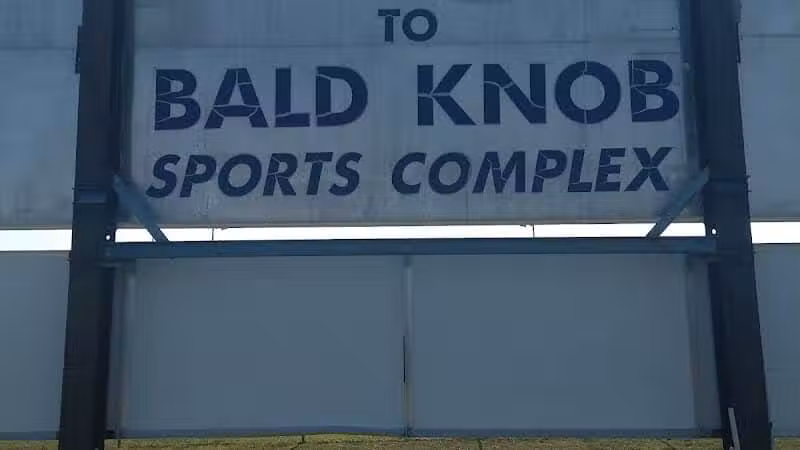 TO
BALD KNOB
SPORTS COMPLEX